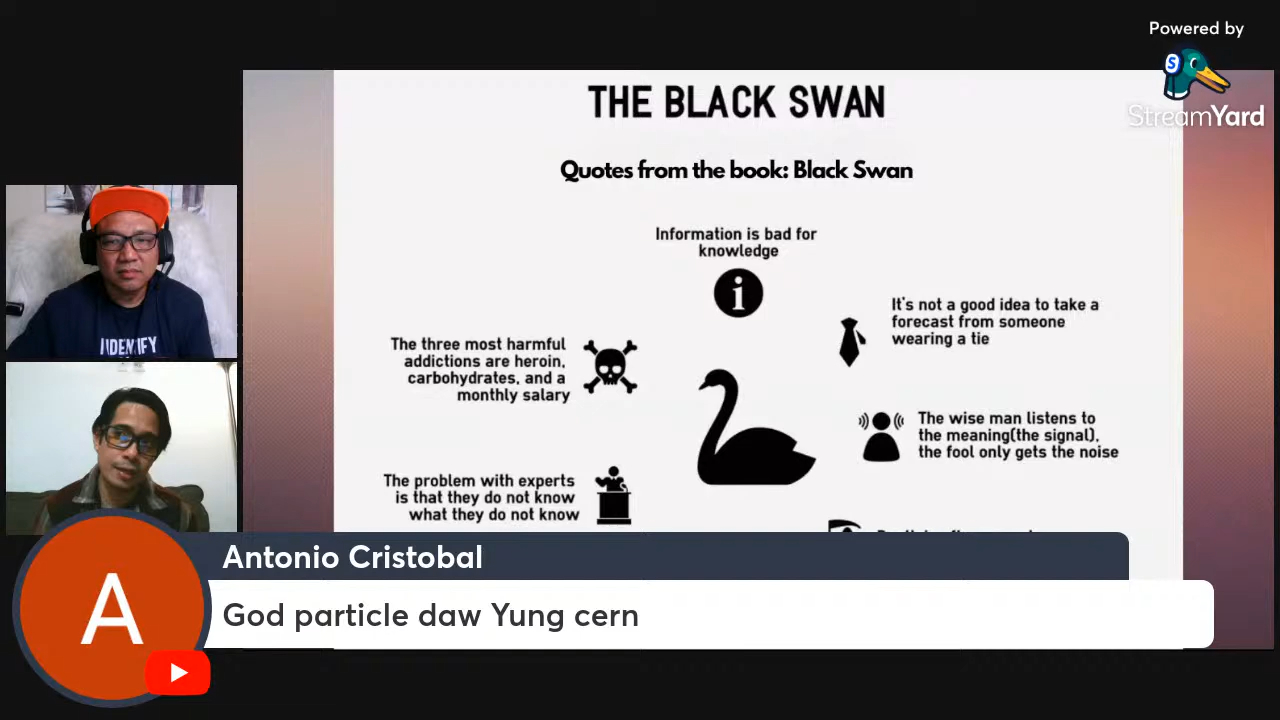 Powered by
StreamYard
THE BLACK SWAN
Quotes from the book: Black Swan
Information is bad for
knowledge
It's not a good idea to take a
forecast from someone
wearing a tie
The three most harmful
addictions are heroin,
carbohydrates, and a
monthly salary
The wise man listens to
the meaning(the signal),
the fool only gets the noise
The problem with experts
is that they do not know
what they do not know
Antonio Cristobal
A
God particle daw Yung cern